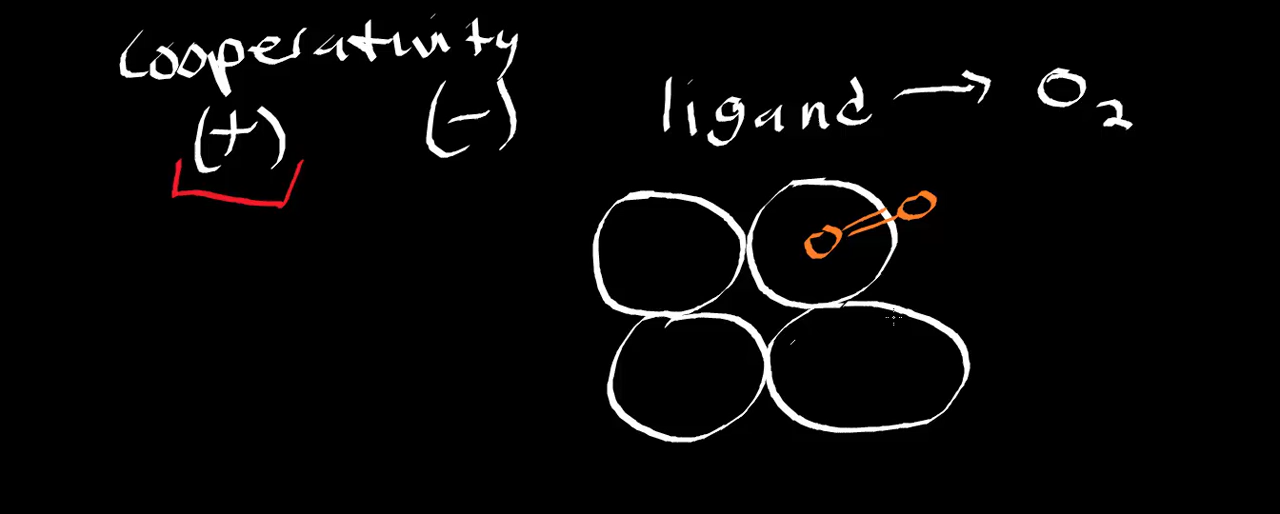 cooperativity
(+) (-)
ligand → O₂